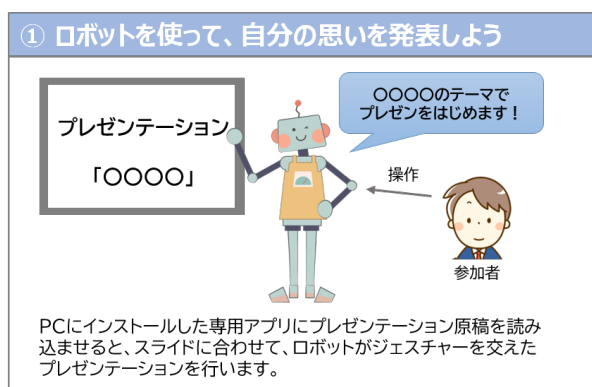 ① ロボットを使って、自分の思いを発表しよう
プレゼンテーション
「〇〇〇〇」
〇〇〇〇のテーマで
プレゼンをはじめます！
操作
参加者
PCにインストールした専用アプリにプレゼンテーション原稿を読み
込ませると、スライドに合わせて、ロボットがジェスチャーを交えた
プレゼンテーションを行います。